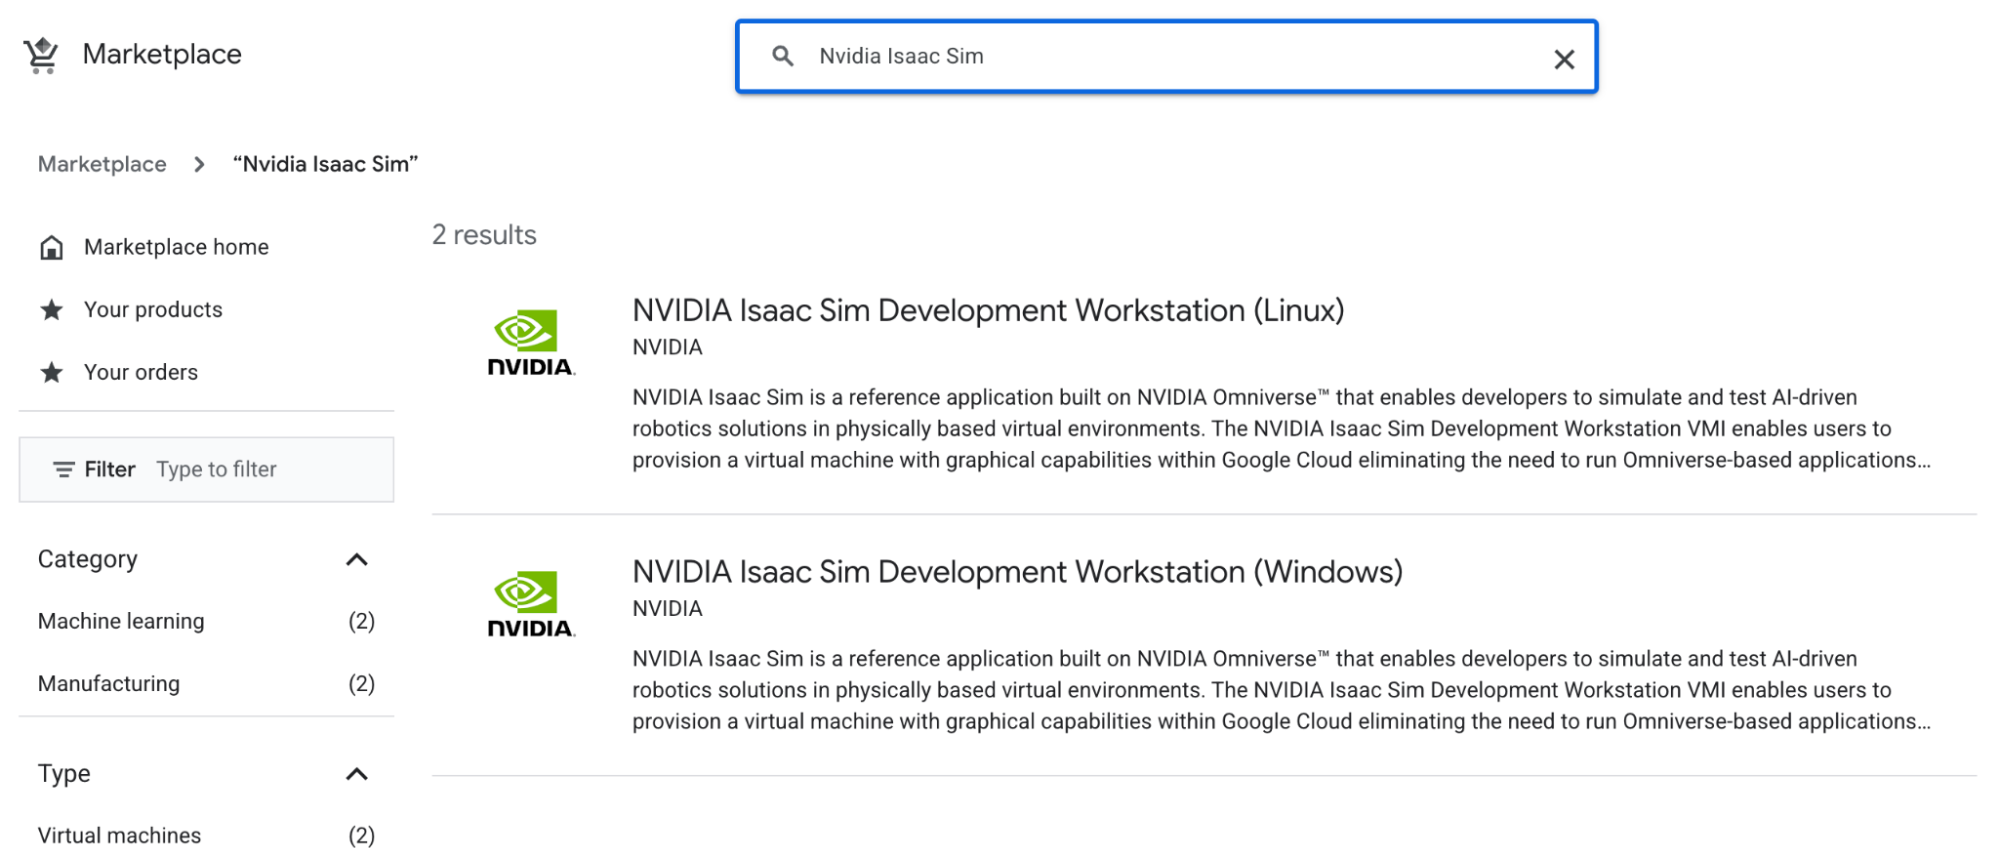 Marketplace
Nvidia Isaac Sim
Marketplace
“Nvidia Isaac Sim”
Marketplace home
Your products
Your orders
Filter Type to filter
Category
Machine learning (2)
Manufacturing (2)
Type
Virtual machines (2)
2 results
NVIDIA.
NVIDIA Isaac Sim Development Workstation (Linux)
NVIDIA
NVIDIA Isaac Sim is a reference application built on NVIDIA Omniverse™ that enables developers to simulate and test AI-driven
robotics solutions in physically based virtual environments. The NVIDIA Isaac Sim Development Workstation VMI enables users to
provision a virtual machine with graphical capabilities within Google Cloud eliminating the need to run Omniverse-based applications…
NVIDIA.
NVIDIA Isaac Sim Development Workstation (Windows)
NVIDIA
NVIDIA Isaac Sim is a reference application built on NVIDIA Omniverse™ that enables developers to simulate and test AI-driven
robotics solutions in physically based virtual environments. The NVIDIA Isaac Sim Development Workstation VMI enables users to
provision a virtual machine with graphical capabilities within Google Cloud eliminating the need to run Omniverse-based applications…